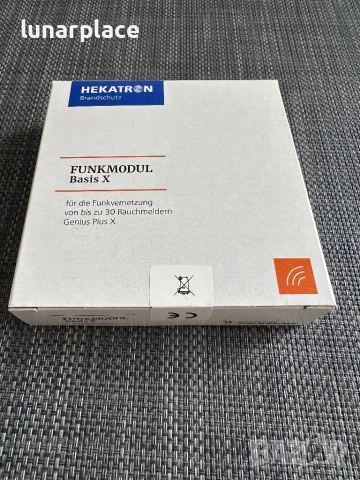 lunarplace
HEKATRON
Brandschutz
FUNKMODUL
Basis X
für die Funkvernetzung
von bis zu 30 Rauchmeldern
Genius Plus X
CE